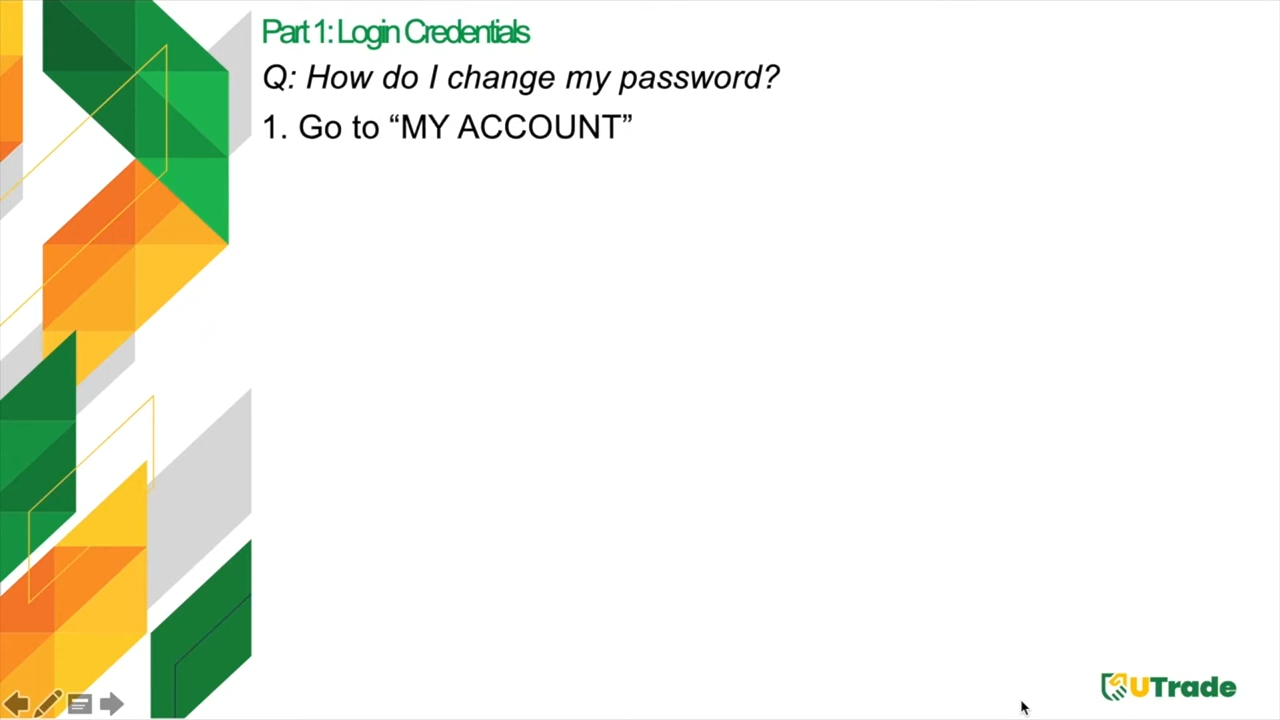 Part 1: Login Credentials
Q: How do I change my password?
1. Go to “MY ACCOUNT”
UTrade